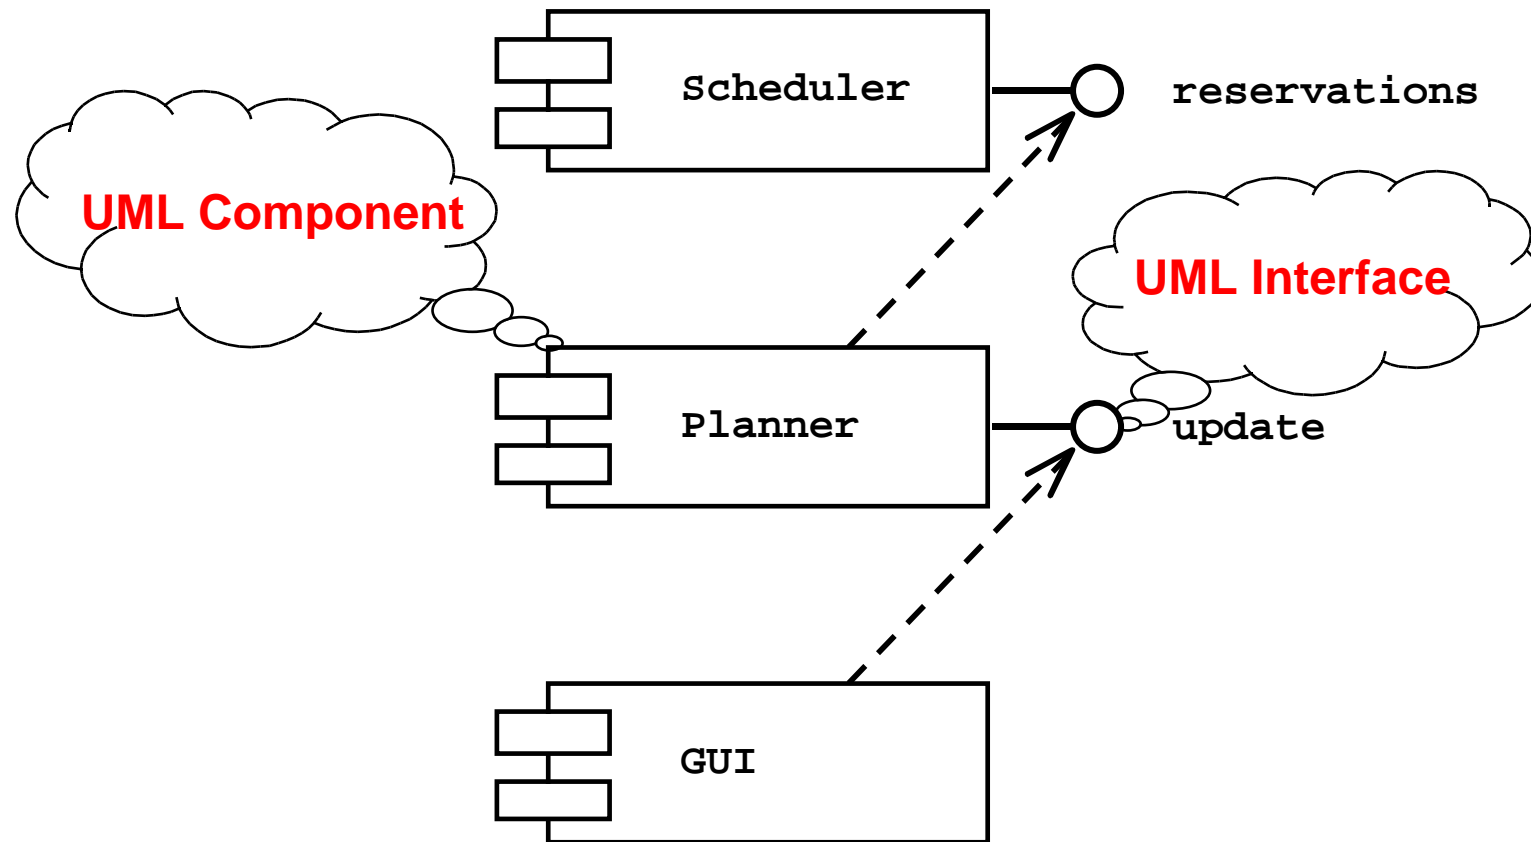 Scheduler
reservations
UML Component
UML Interface
Planner
update
GUI